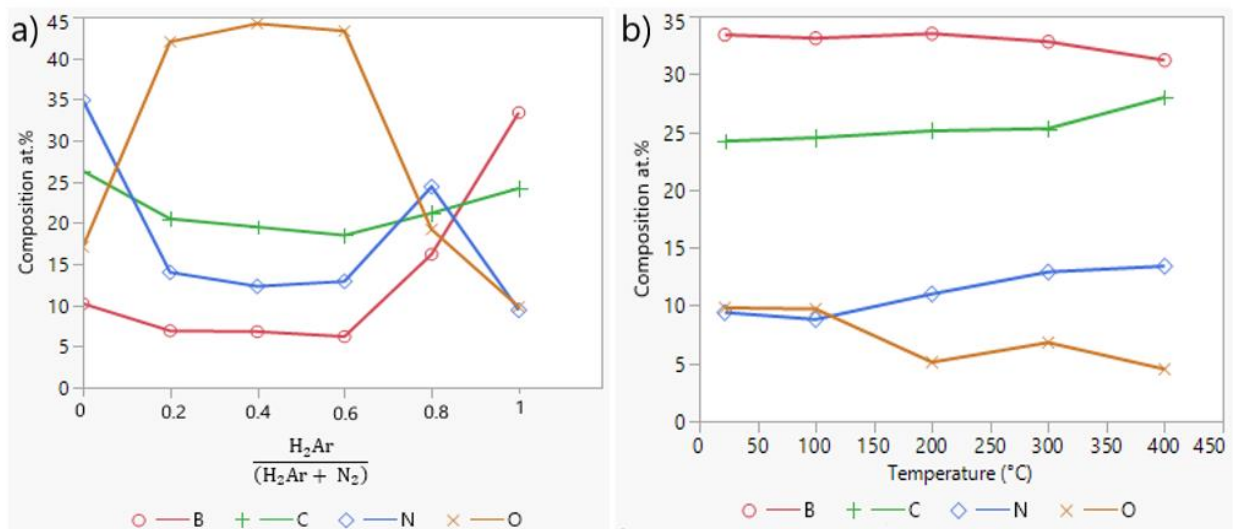 a)
Composition at.%
45
40
35
30
25
20
15
10
5
0
0 0.2 0.4 0.6 0.8 1
H₂Ar
(H₂Ar + N₂)
B C N O
b)
Composition at.%
35
30
25
20
15
10
5
0
0 50 100 150 200 250 300 350 400 450
Temperature (°C)
B C N O